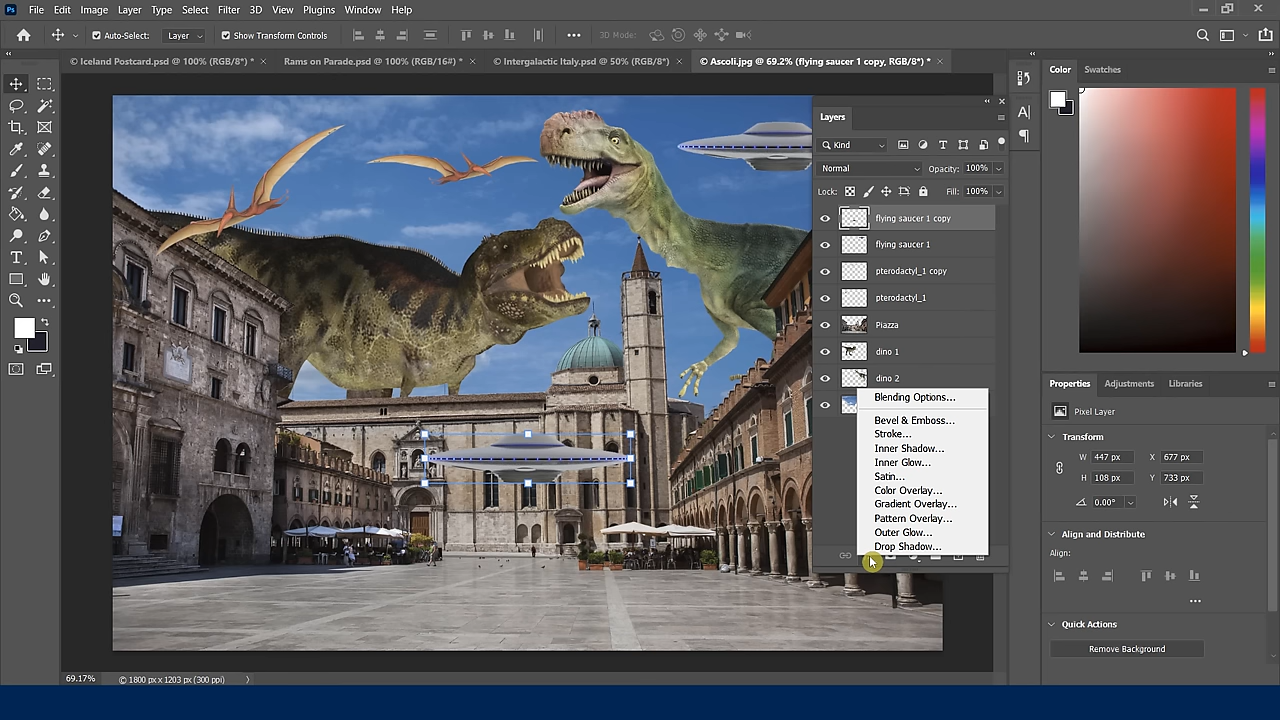 Ps File Edit Image Layer Type Select Filter 3D View Plugins Window Help
Auto-Select: Layer Show Transform Controls 3D Mode:
© Iceland Postcard.psd @ 100% (RGB/8*) * Rams on Parade.psd @ 100% (RGB/16#) * © Intergalactic Italy.psd @ 50% (RGB/8*) © Ascoli.jpg @ 69.2% (flying saucer 1 copy, RGB/8*) *
Layers
Kind
Normal Opacity: 100%
Lock: Fill: 100%
flying saucer 1 copy
flying saucer 1
pterodactyl_1 copy
pterodactyl_1
Piazza
dino 1
dino 2
Blending Options...
Bevel & Emboss...
Stroke...
Inner Shadow...
Inner Glow...
Satin...
Color Overlay...
Gradient Overlay...
Pattern Overlay...
Outer Glow...
Drop Shadow...
Color Swatches
Properties Adjustments Libraries
Pixel Layer
Transform
W 447 px X 677 px
H 108 px Y 733 px
0.00°
Align and Distribute
Align:
Quick Actions
Remove Background
69.17% © 1800 px x 1203 px (300 ppi)